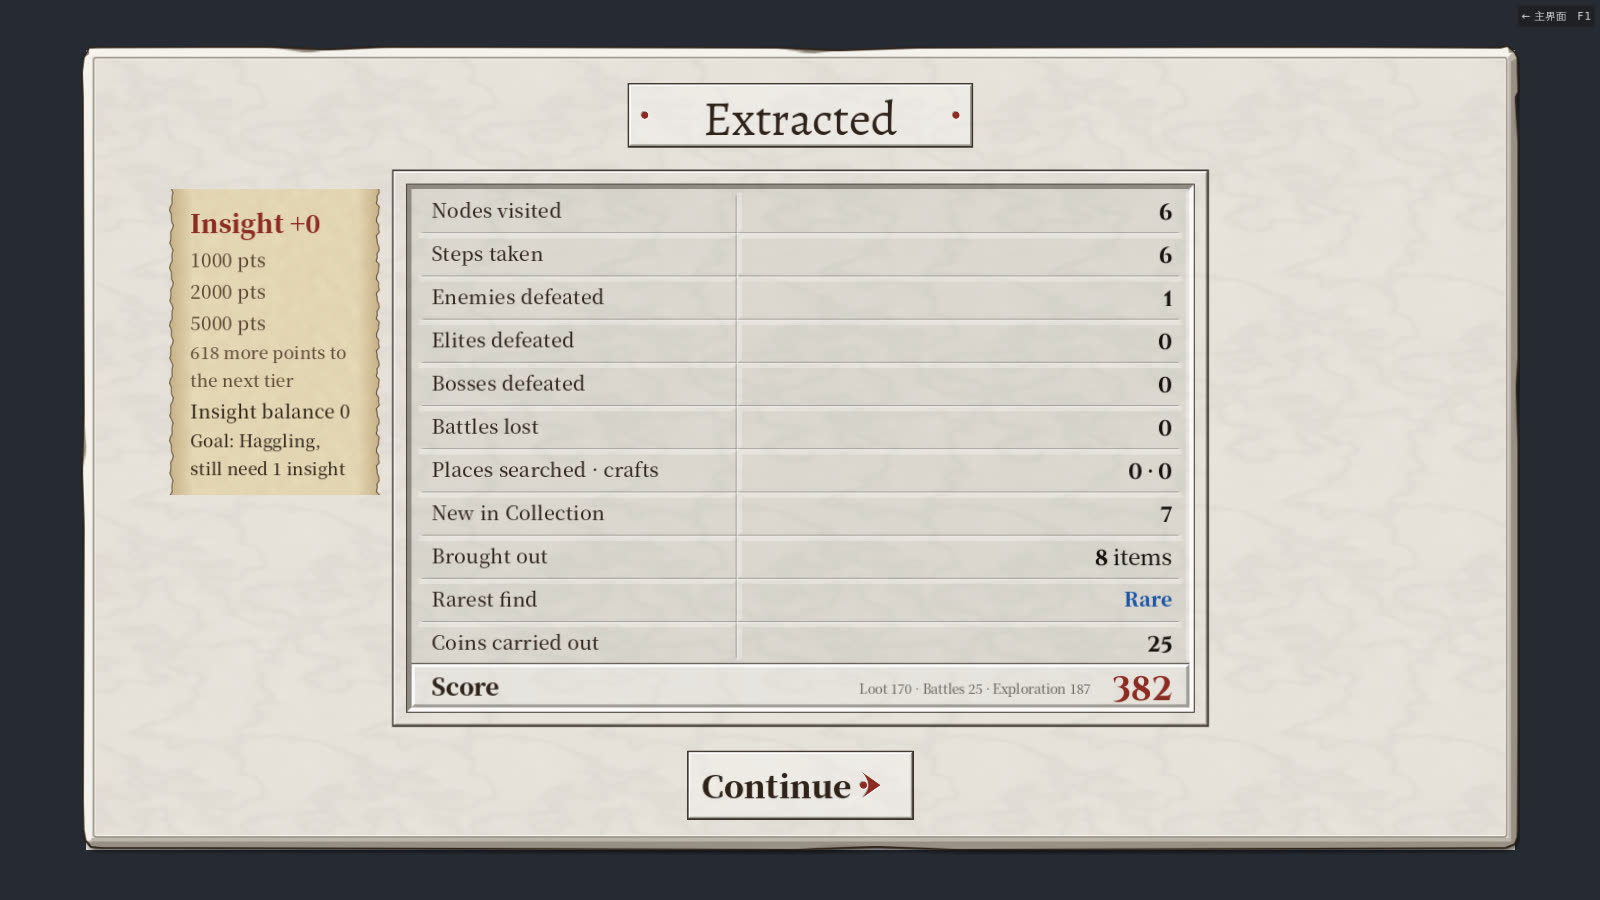 ← 主界面 F1
Extracted
Insight +0
1000 pts
2000 pts
5000 pts
618 more points to
the next tier
Insight balance 0
Goal: Haggling,
still need 1 insight
Nodes visited 6
Steps taken 6
Enemies defeated 1
Elites defeated 0
Bosses defeated 0
Battles lost 0
Places searched · crafts 0 · 0
New in Collection 7
Brought out 8 items
Rarest find Rare
Coins carried out 25
Score Loot 170 · Battles 25 · Exploration 187 382
Continue